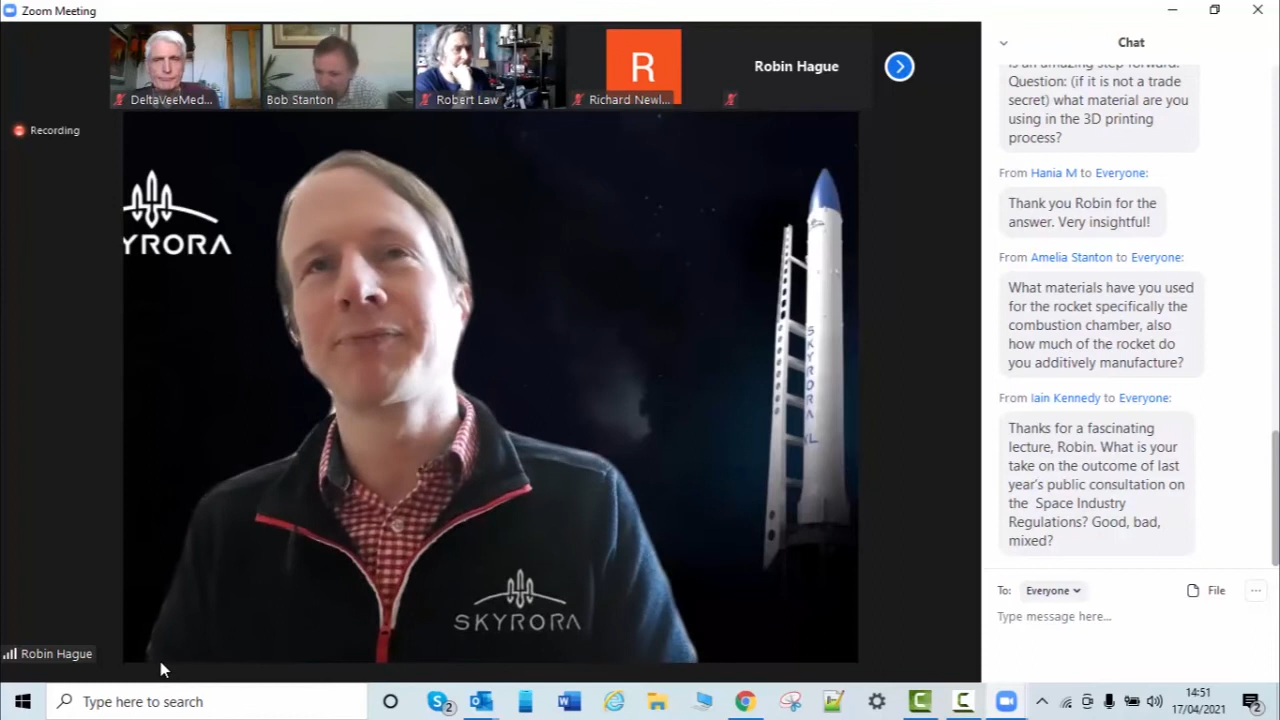 Zoom Meeting
DeltaVeeMed...
Bob Stanton
Robert Law
R
Richard Newl...
Robin Hague
Recording
YRORA
SKYRORA
SKYRORA
Robin Hague
Chat
is an amazing step forward.
Question: (if it is not a trade
secret) what material are you
using in the 3D printing
process?
From Hania M to Everyone:
Thank you Robin for the
answer. Very insightful!
From Amelia Stanton to Everyone:
What materials have you used
for the rocket specifically the
combustion chamber, also
how much of the rocket do
you additively manufacture?
From Iain Kennedy to Everyone:
Thanks for a fascinating
lecture, Robin. What is your
take on the outcome of last
year's public consultation on
the Space Industry
Regulations? Good, bad,
mixed?
To: Everyone
File
Type message here...
Type here to search
2
14:51
17/04/2021
2